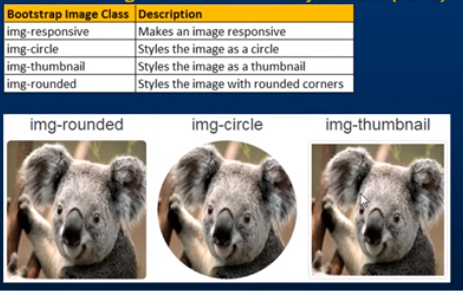 Bootstrap Image Class Description
img-responsive Makes an image responsive
img-circle Styles the image as a circle
img-thumbnail Styles the image as a thumbnail
img-rounded Styles the image with rounded corners
img-rounded img-circle img-thumbnail